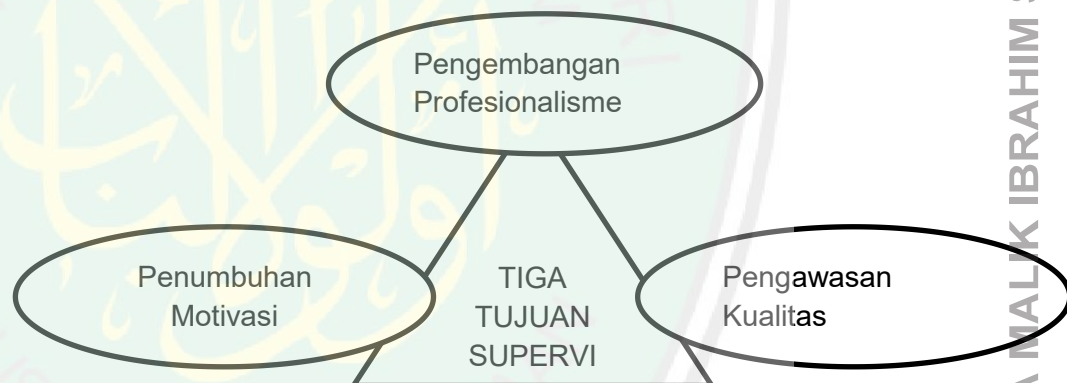 Pengembangan
Profesionalisme
Penumbuhan
Motivasi
TIGA
TUJUAN
SUPERVI
Pengawasan
Kualitas
MALIK IBRAHIM